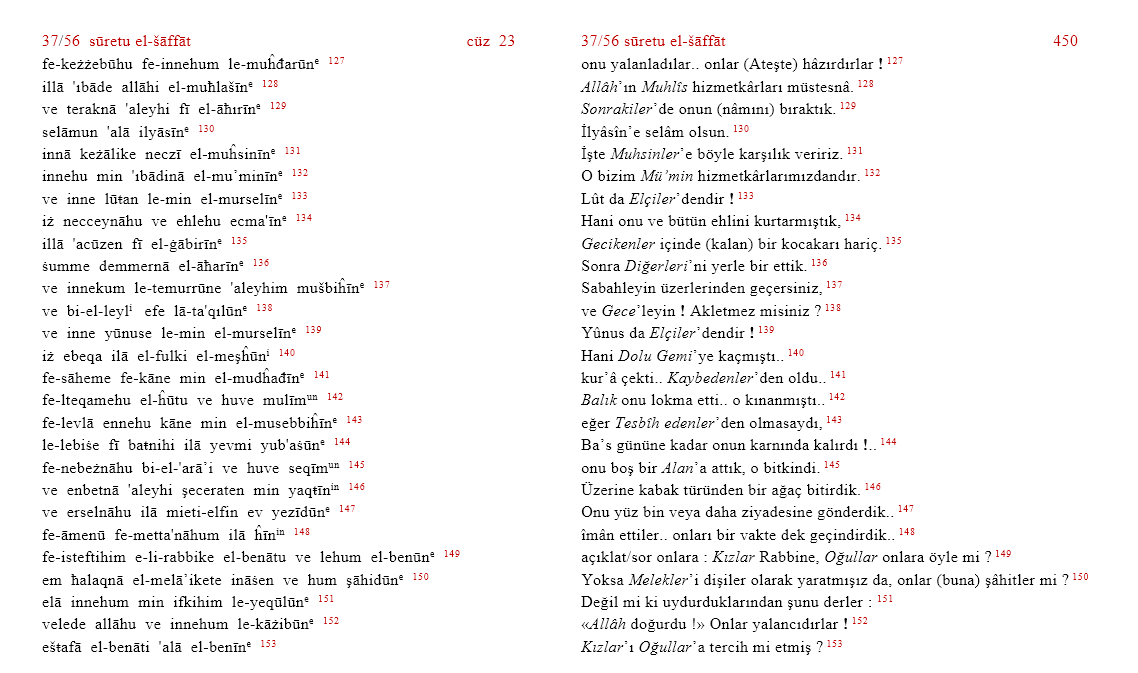 37/56 sūretu el-šāffāt cüz 23
fe-keżżebūhu fe-innehum le-muĥđarūnᵉ 127
illā 'ıbāde allāhi el-muħlašīnᵉ 128
ve teraknā 'aleyhi fī el-āħırīnᵉ 129
selāmun 'alā ilyāsīnᵉ 130
innā keżālike neczī el-muĥsinīnᵉ 131
innehu min 'ıbādinā el-mu’minīnᵉ 132
ve inne lūŧan le-min el-murselīnᵉ 133
iż necceynāhu ve ehlehu ecma'īnᵉ 134
illā 'acūzen fī el-ġābirīnᵉ 135
ṡumme demmernā el-āħarīnᵉ 136
ve innekum le-temurrūne 'aleyhim mušbiĥīnᵉ 137
ve bi-el-leylⁱ efe lā-ta'qılūnᵉ 138
ve inne yūnuse le-min el-murselīnᵉ 139
iż ebeqa ilā el-fulki el-meşĥūnⁱ 140
fe-sāheme fe-kāne min el-mudĥađīnᵉ 141
fe-lteqamehu el-ĥūtu ve huve mulīmᵘⁿ 142
fe-levlā ennehu kāne min el-musebbiĥīnᵉ 143
le-lebiṡe fī baŧnihi ilā yevmi yub'aṡūnᵉ 144
fe-nebeżnāhu bi-el-'arā’i ve huve seqīmᵘⁿ 145
ve enbetnā 'aleyhi şeceraten min yaqŧīnⁱⁿ 146
ve erselnāhu ilā mieti-elfin ev yezīdūnᵉ 147
fe-āmenū fe-metta'nāhum ilā ĥīnⁱⁿ 148
fe-isteftihim e-li-rabbike el-benātu ve lehum el-benūnᵉ 149
em ħalaqnā el-melā’ikete ināṡen ve hum şāhidūnᵉ 150
elā innehum min ifkihim le-yeqūlūnᵉ 151
velede allāhu ve innehum le-kāżibūnᵉ 152
ešŧafā el-benāti 'alā el-benīnᵉ 153
37/56 sūretu el-šāffāt 450
onu yalanladılar.. onlar (Ateşte) hâzırdırlar ! 127
Allâh’ın Muhlîs hizmetkârları müstesnâ. 128
Sonrakiler’de onun (nâmını) bıraktık. 129
İlyâsîn’e selâm olsun. 130
İşte Muhsinler’e böyle karşılık veririz. 131
O bizim Mü’min hizmetkârlarımızdandır. 132
Lût da Elçiler’dendir ! 133
Hani onu ve bütün ehlini kurtarmıştık, 134
Gecikenler içinde (kalan) bir kocakarı hariç. 135
Sonra Diğerleri’ni yerle bir ettik. 136
Sabahleyin üzerlerinden geçersiniz, 137
ve Gece’leyin ! Akletmez misiniz ? 138
Yûnus da Elçiler’dendir ! 139
Hani Dolu Gemi’ye kaçmıştı.. 140
kur’â çekti.. Kaybedenler’den oldu.. 141
Balık onu lokma etti.. o kınanmıştı.. 142
eğer Tesbîh edenler’den olmasaydı, 143
Ba’s gününe kadar onun karnında kalırdı !.. 144
onu boş bir Alan’a attık, o bitkindi. 145
Üzerine kabak türünden bir ağaç bitirdik. 146
Onu yüz bin veya daha ziyadesine gönderdik.. 147
îmân ettiler.. onları bir vakte dek geçindirdik.. 148
açıklat/sor onlara : Kızlar Rabbine, Oğullar onlara öyle mi ? 149
Yoksa Melekler’i dişiler olarak yaratmışız da, onlar (buna) şâhitler mi ? 150
Değil mi ki uydurduklarından şunu derler : 151
«Allâh doğurdu !» Onlar yalancıdırlar ! 152
Kızlar’ı Oğullar’a tercih mi etmiş ? 153